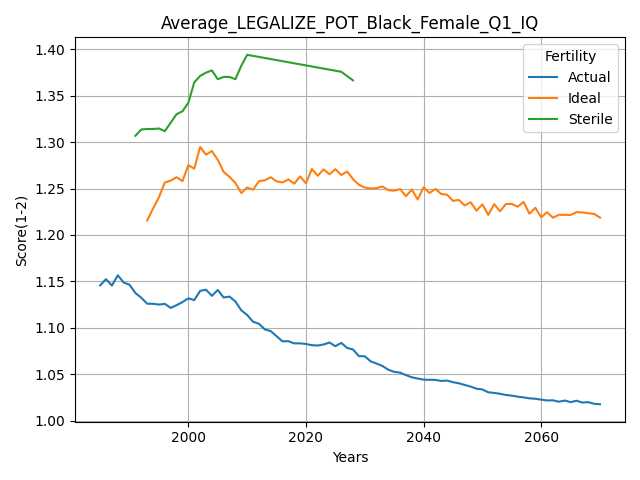 Average_LEGALIZE_POT_Black_Female_Q1_IQ
Score(1-2)
1.40
1.35
1.30
1.25
1.20
1.15
1.10
1.05
1.00
Fertility
Actual
Ideal
Sterile
2000 2020 2040 2060
Years